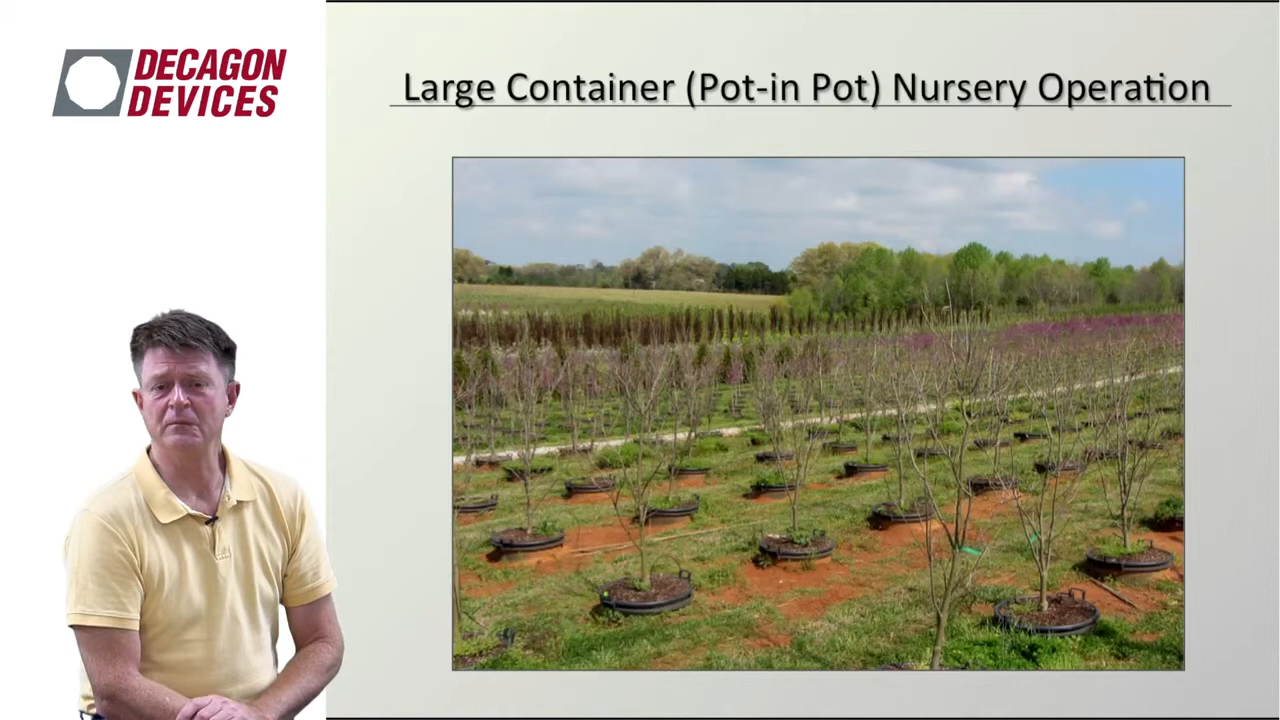 DECAGON
DEVICES
Large Container (Pot-in Pot) Nursery Operation